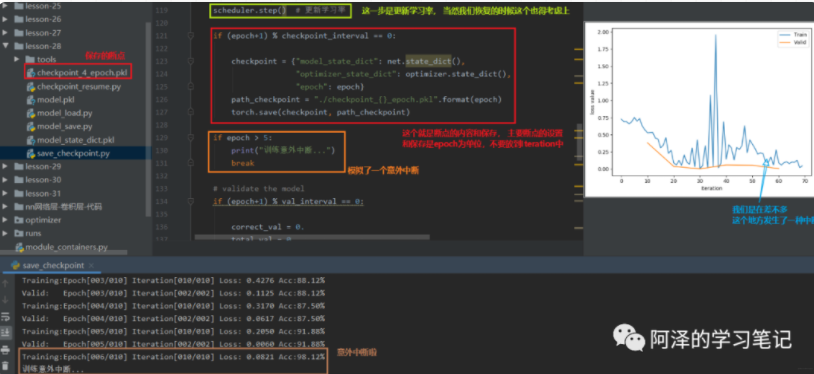 lesson-25
lesson-26
lesson-27
lesson-28
保存的断点
tools
checkpoint_4_epoch.pkl
checkpoint_resume.py
model.pkl
model_load.py
model_save.py
model_state_dict.pkl
save_checkpoint.py
lesson-29
lesson-30
lesson-31
nn网络层-卷积层-代码
optimizer
runs
module_containers.py
119
scheduler.step() # 更新学习率
这一步是更新学习率, 当然我们恢复的时候这个也得考虑上
120
121
if (epoch+1) % checkpoint_interval == 0:
122
123
checkpoint = {"model_state_dict": net.state_dict(),
124
"optimizer_state_dict": optimizer.state_dict(),
125
"epoch": epoch}
126
path_checkpoint = "./checkpoint_{}_epoch.pkl".format(epoch)
127
torch.save(checkpoint, path_checkpoint)
128
这个就是断点的内容和保存, 主要断点的设置
和保存是epoch为单位, 不要放到iteration中
129
if epoch > 5:
130
print("训练意外中断...")
131
break
模拟了一个意外中断
132
# validate the model
if (epoch+1) % val_interval == 0:
correct_val = 0.
total_val = 0.
Train
Valid
loss value
2.00
1.75
1.50
1.25
1.00
0.75
0.50
0.25
0.00
0 10 20 30 40 50 60 70
Iteration
我们是在差不多
这个地方发生了一种中
save_checkpoint
Training:Epoch[003/010] Iteration[010/010] Loss: 0.4276 Acc:88.12%
Valid: Epoch[003/010] Iteration[002/002] Loss: 0.1125 Acc:88.12%
Training:Epoch[004/010] Iteration[010/010] Loss: 0.3170 Acc:87.50%
Valid: Epoch[004/010] Iteration[002/002] Loss: 0.0617 Acc:87.50%
Training:Epoch[005/010] Iteration[010/010] Loss: 0.2050 Acc:91.88%
Valid: Epoch[005/010] Iteration[002/002] Loss: 0.0060 Acc:91.88%
Training:Epoch[006/010] Iteration[010/010] Loss: 0.0821 Acc:98.12%
意外中断啦
训练意外中断...
阿泽的学习笔记